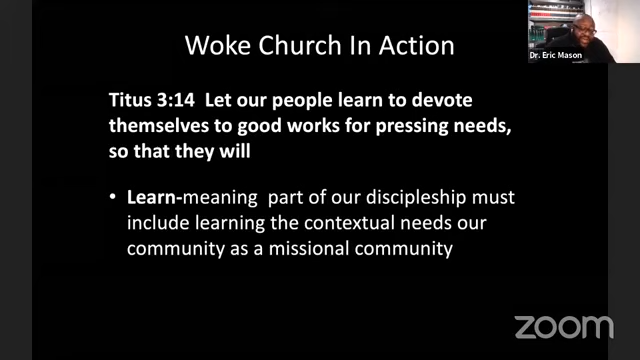 Woke Church In Action
Dr. Eric Mason
Titus 3:14 Let our people learn to devote
themselves to good works for pressing needs,
so that they will
• Learn-meaning part of our discipleship must
include learning the contextual needs our
community as a missional community
zoom